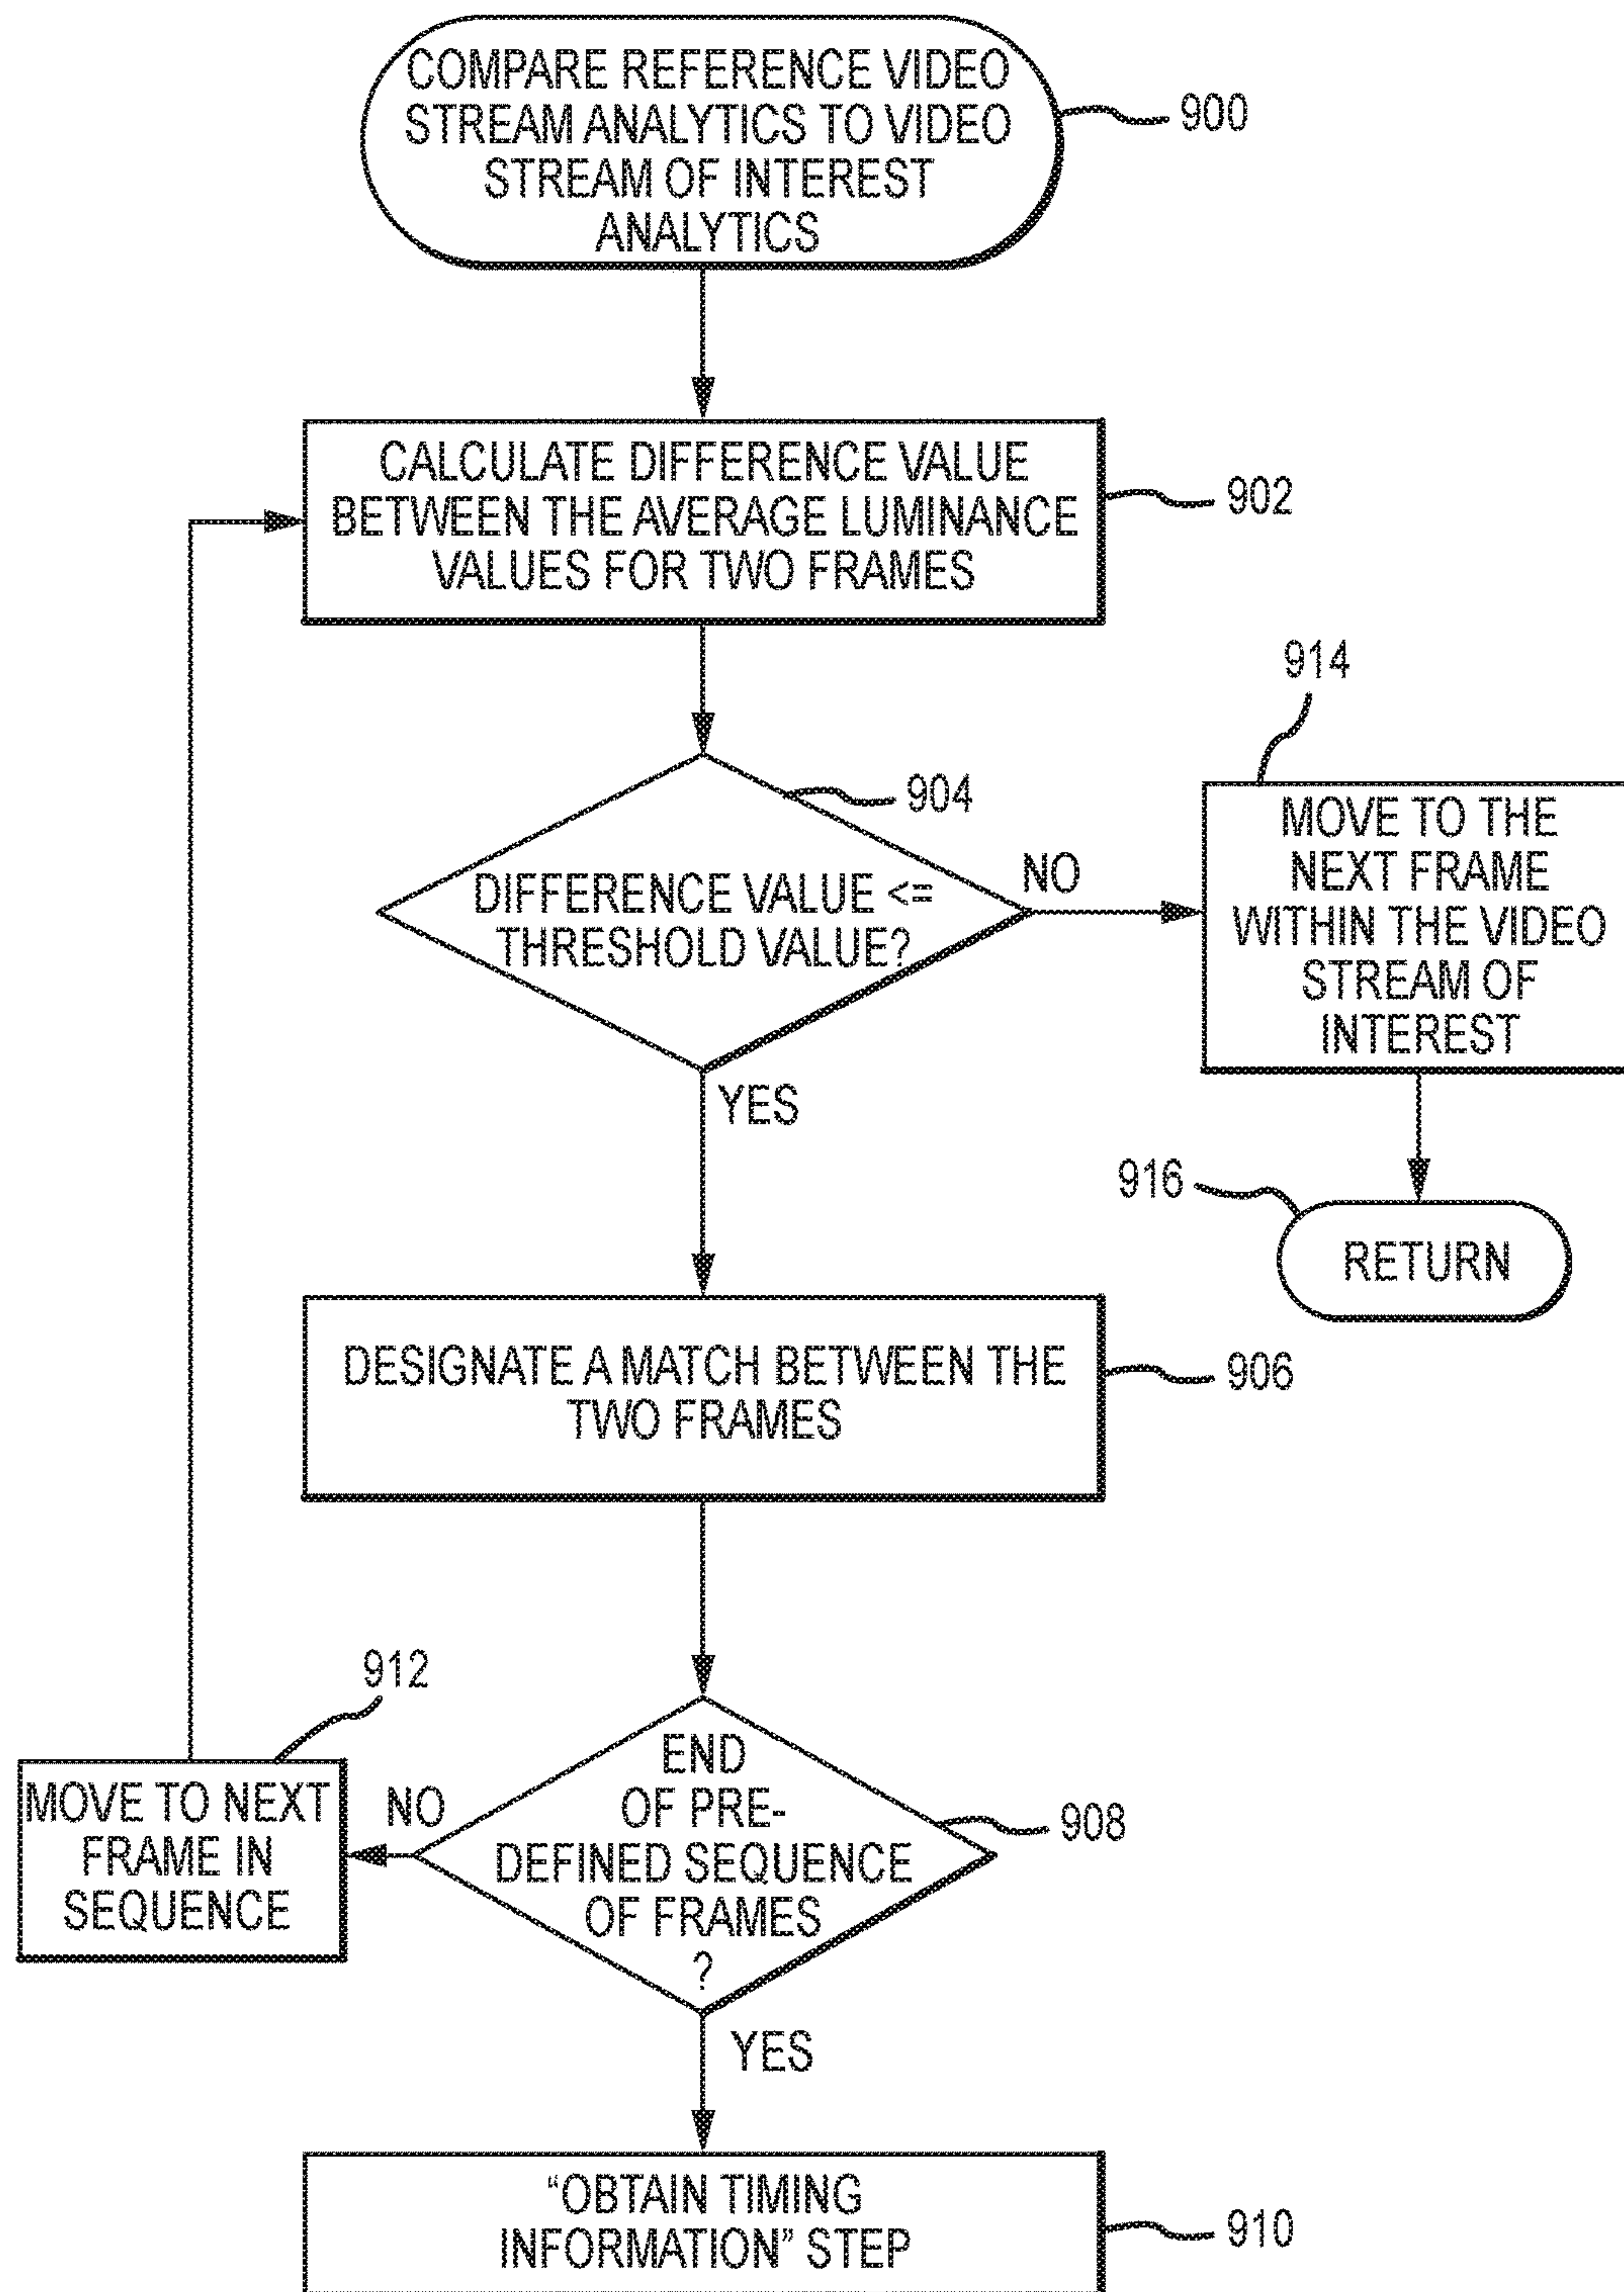 COMPARE REFERENCE VIDEO
STREAM ANALYTICS TO VIDEO
STREAM OF INTEREST
ANALYTICS
900
CALCULATE DIFFERENCE VALUE
BETWEEN THE AVERAGE LUMINANCE
VALUES FOR TWO FRAMES
902
904
DIFFERENCE VALUE <=
THRESHOLD VALUE?
NO
914
MOVE TO THE
NEXT FRAME
WITHIN THE VIDEO
STREAM OF
INTEREST
YES
916
RETURN
DESIGNATE A MATCH BETWEEN THE
TWO FRAMES
906
912
MOVE TO NEXT
FRAME IN
SEQUENCE
NO
END
OF PRE-
DEFINED SEQUENCE
OF FRAMES
?
908
YES
“OBTAIN TIMING
INFORMATION” STEP
910